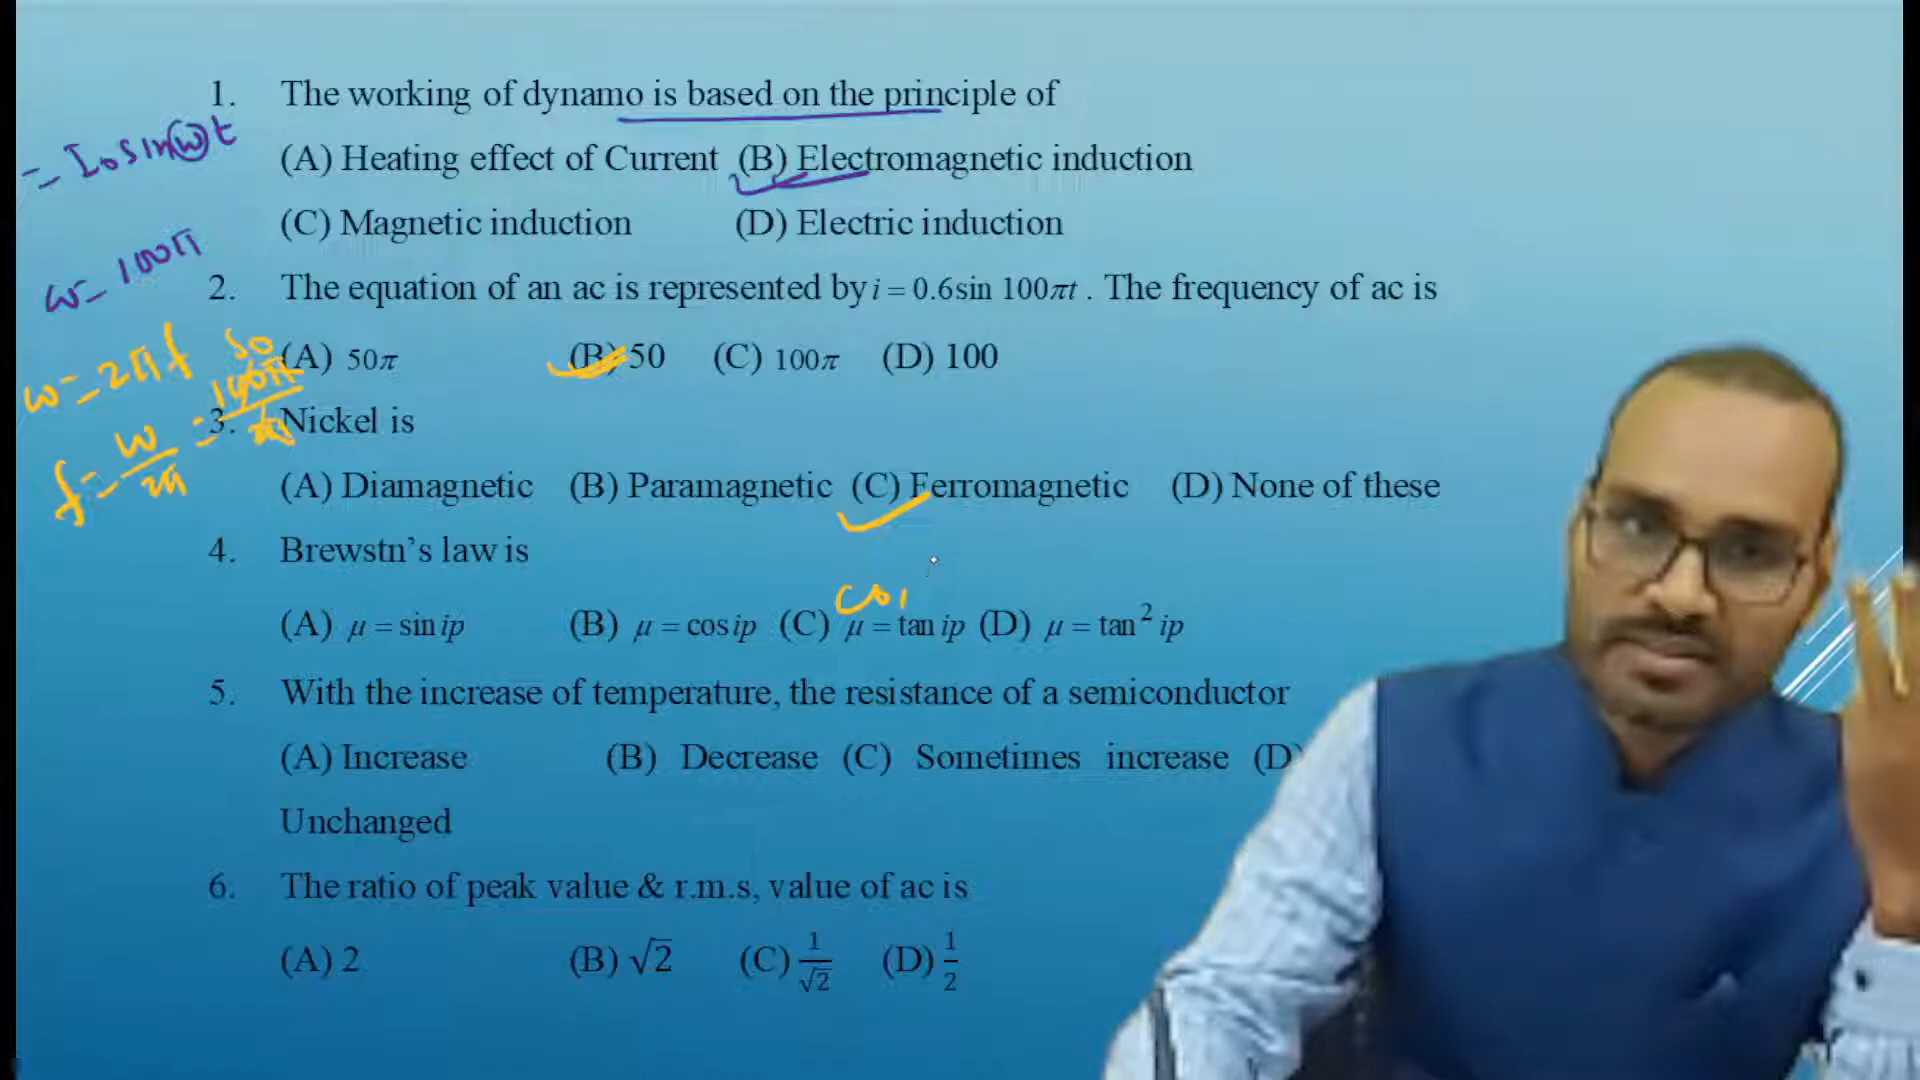 1. The working of dynamo is based on the principle of
= I₀ sin ω t
(A) Heating effect of Current (B) Electromagnetic induction
(C) Magnetic induction (D) Electric induction
ω = 100π
2. The equation of an ac is represented by i = 0.6sin 100πt . The frequency of ac is
(A) 50π (B) 50 (C) 100π (D) 100
ω = 2πf
50
3. Nickel is
f = ω/2π = 100π/2π
(A) Diamagnetic (B) Paramagnetic (C) Ferromagnetic (D) None of these
4. Brewstn’s law is
(A) μ = sin ip (B) μ = cos ip (C) μ = tan ip (D) μ = tan² ip
5. With the increase of temperature, the resistance of a semiconductor
(A) Increase (B) Decrease (C) Sometimes increase (D)
Unchanged
6. The ratio of peak value & r.m.s, value of ac is
(A) 2 (B) √2 (C) 1/√2 (D) 1/2